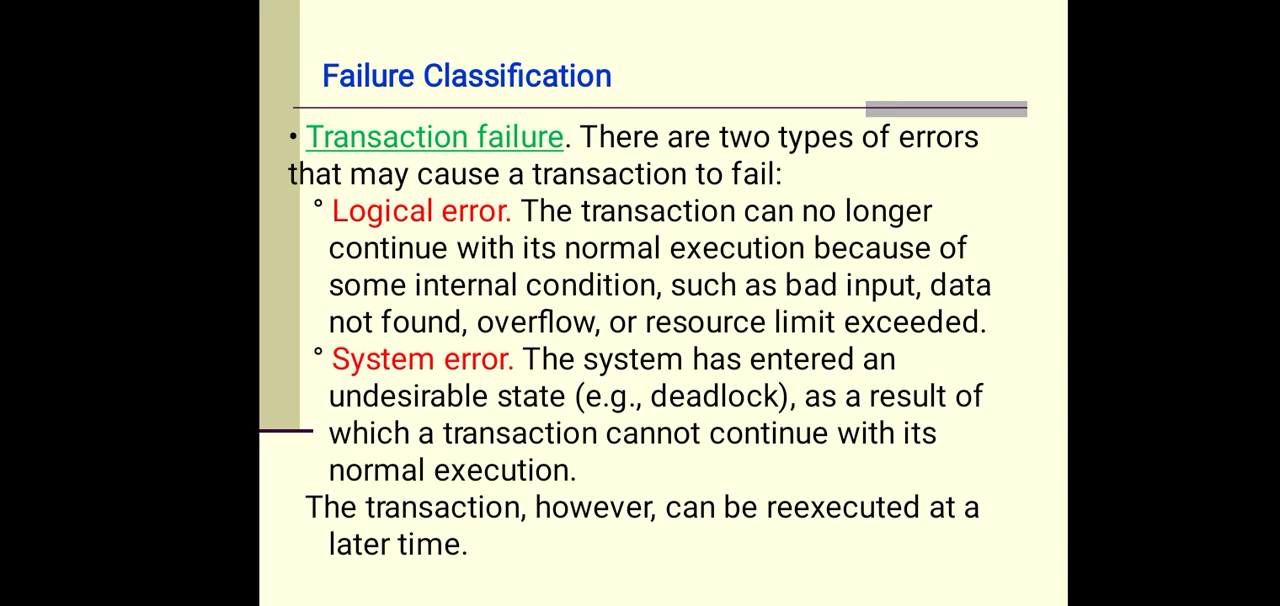 Failure Classification
• Transaction failure. There are two types of errors
that may cause a transaction to fail:
° Logical error. The transaction can no longer
continue with its normal execution because of
some internal condition, such as bad input, data
not found, overflow, or resource limit exceeded.
° System error. The system has entered an
undesirable state (e.g., deadlock), as a result of
which a transaction cannot continue with its
normal execution.
The transaction, however, can be reexecuted at a
later time.